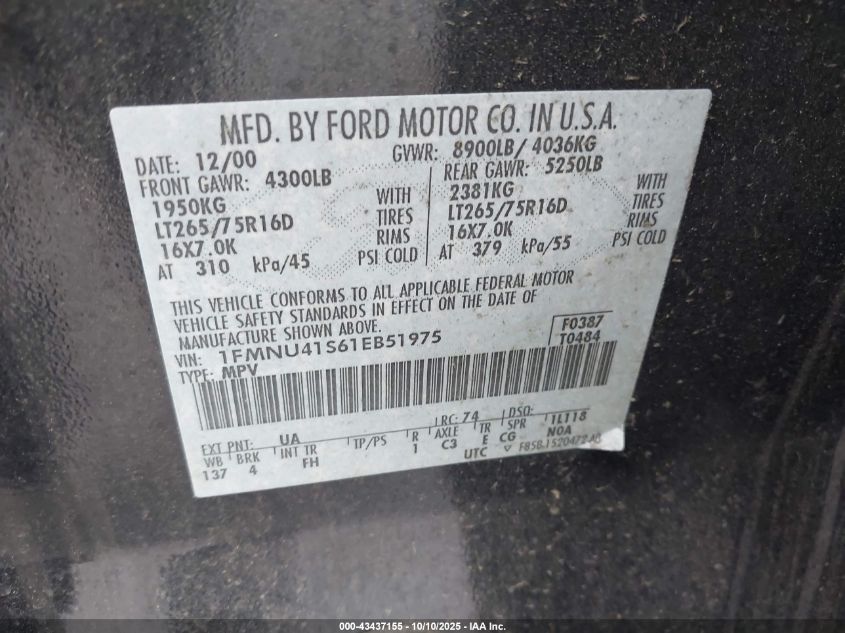 MFD. BY FORD MOTOR CO. IN U.S.A.
DATE: 12/00 GVWR: 8900LB/ 4036KG
FRONT GAWR: 4300LB REAR GAWR: 5250LB
1950KG WITH 2381KG WITH
LT265/75R16D TIRES LT265/75R16D TIRES
16X7.0K RIMS 16X7.0K RIMS
AT 310 kPa/45 PSI COLD AT 379 kPa/55 PSI COLD
THIS VEHICLE CONFORMS TO ALL APPLICABLE FEDERAL MOTOR
VEHICLE SAFETY STANDARDS IN EFFECT ON THE DATE OF
MANUFACTURE SHOWN ABOVE.
VIN: 1FMNU41S61EB51975 F0387
TYPE: MPV T0484
EXT PNT: UA RC: 74 DSO:
WB BRK INT TR TP/PS R AXLE TR SPR 1L118
137 4 FH 1 C3 E CG N0A
UTC
000-43437155 - 10/10/2025 - IAA Inc.